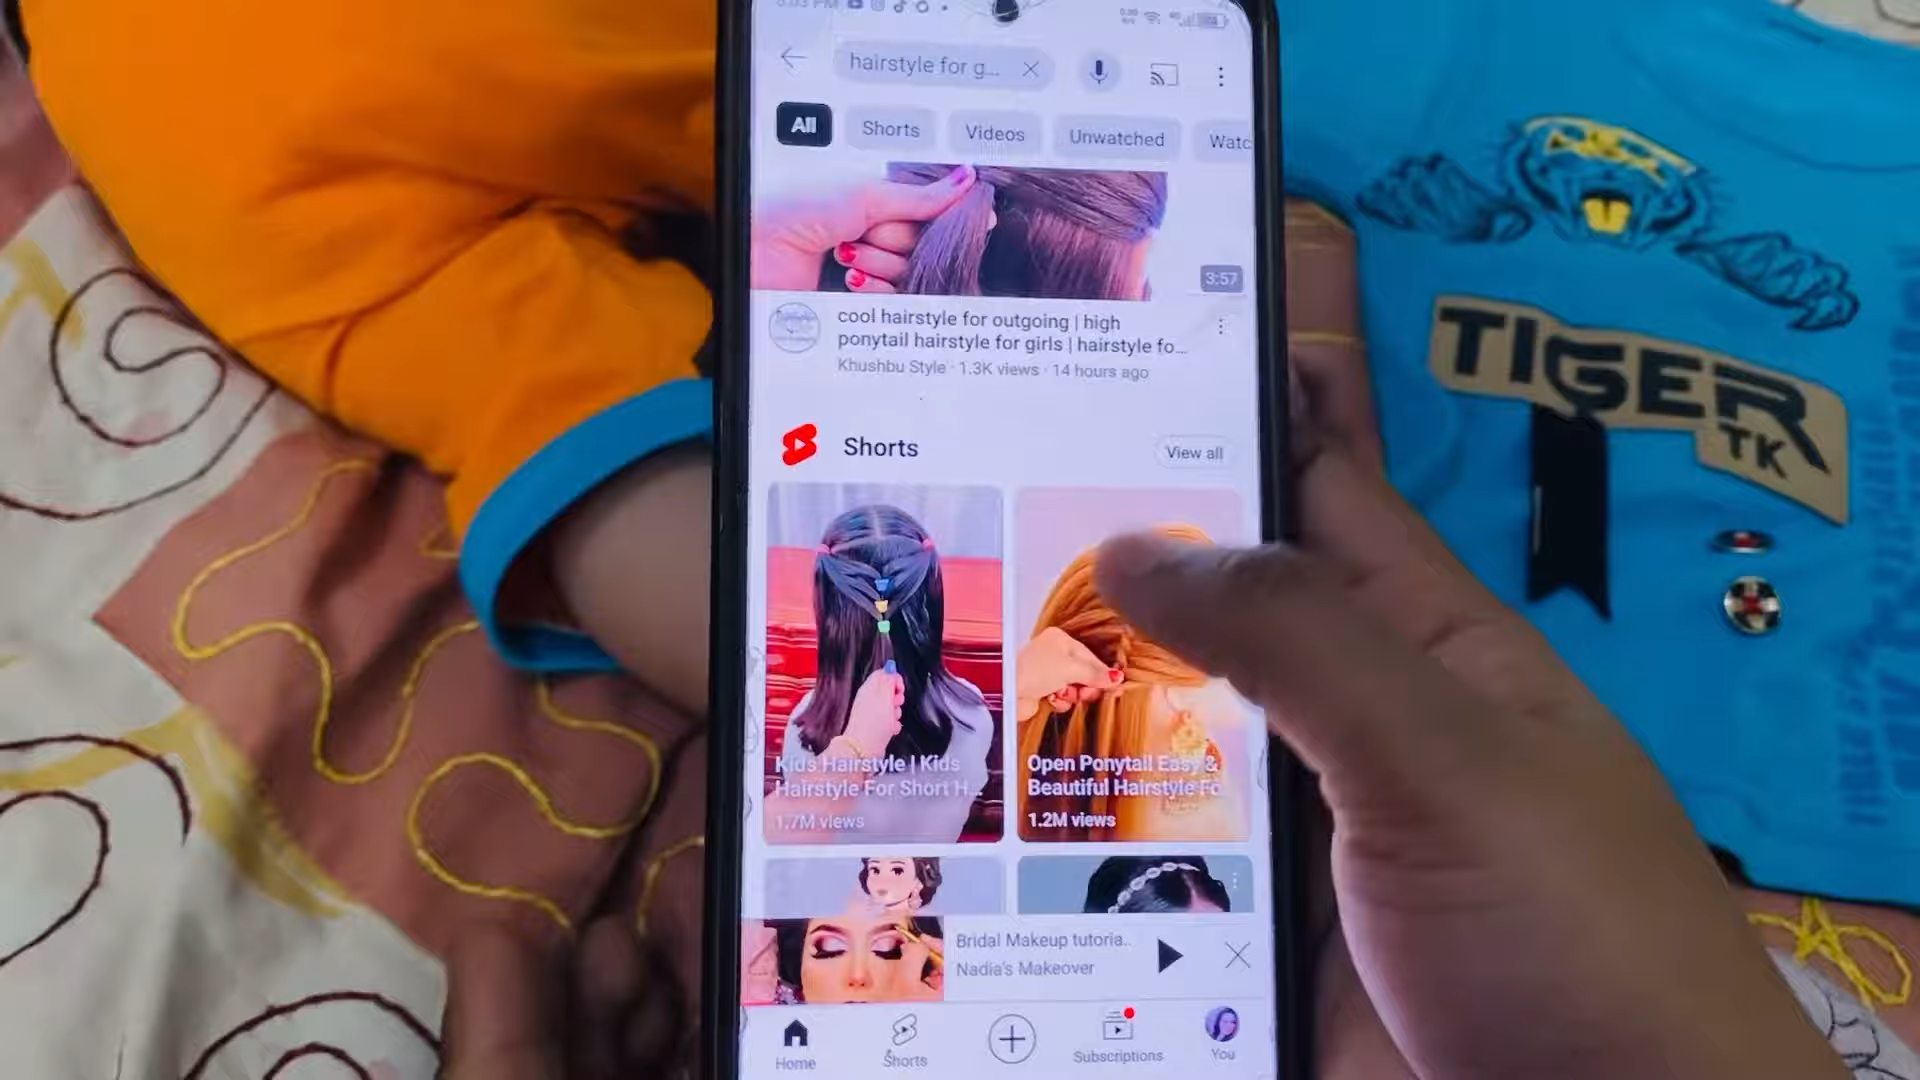 hairstyle for g...
All
Shorts
Videos
Unwatched
Watc
3:57
cool hairstyle for outgoing | high
ponytail hairstyle for girls | hairstyle fo...
Khushbu Style · 1.3K views · 14 hours ago
Shorts
View all
Kids Hairstyle | Kids
Hairstyle For Short H...
1.7M views
Open Ponytail Easy &
Beautiful Hairstyle Fo
1.2M views
Bridal Makeup tutoria..
Nadia's Makeover
Home
Shorts
Subscriptions
You
TIGER
TK